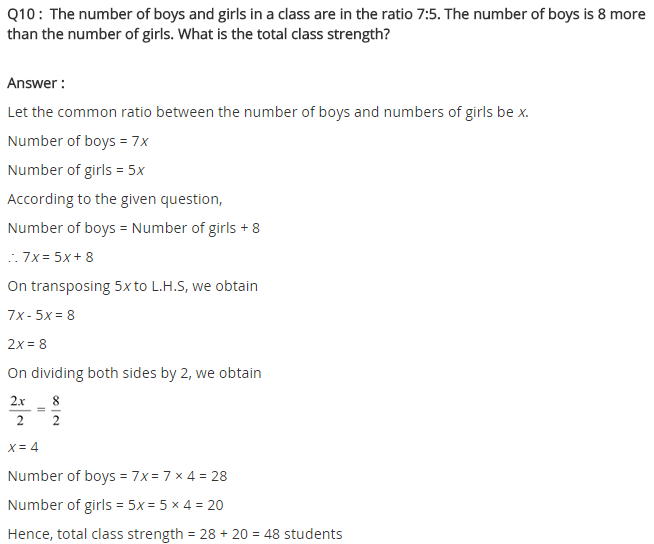 Q10 : The number of boys and girls in a class are in the ratio 7:5. The number of boys is 8 more
than the number of girls. What is the total class strength?
Answer :
Let the common ratio between the number of boys and numbers of girls be x.
Number of boys = 7x
Number of girls = 5x
According to the given question,
Number of boys = Number of girls + 8
∴ 7x = 5x + 8
On transposing 5x to L.H.S, we obtain
7x - 5x = 8
2x = 8
On dividing both sides by 2, we obtain
2x/2 = 8/2
x = 4
Number of boys = 7x = 7 × 4 = 28
Number of girls = 5x = 5 × 4 = 20
Hence, total class strength = 28 + 20 = 48 students